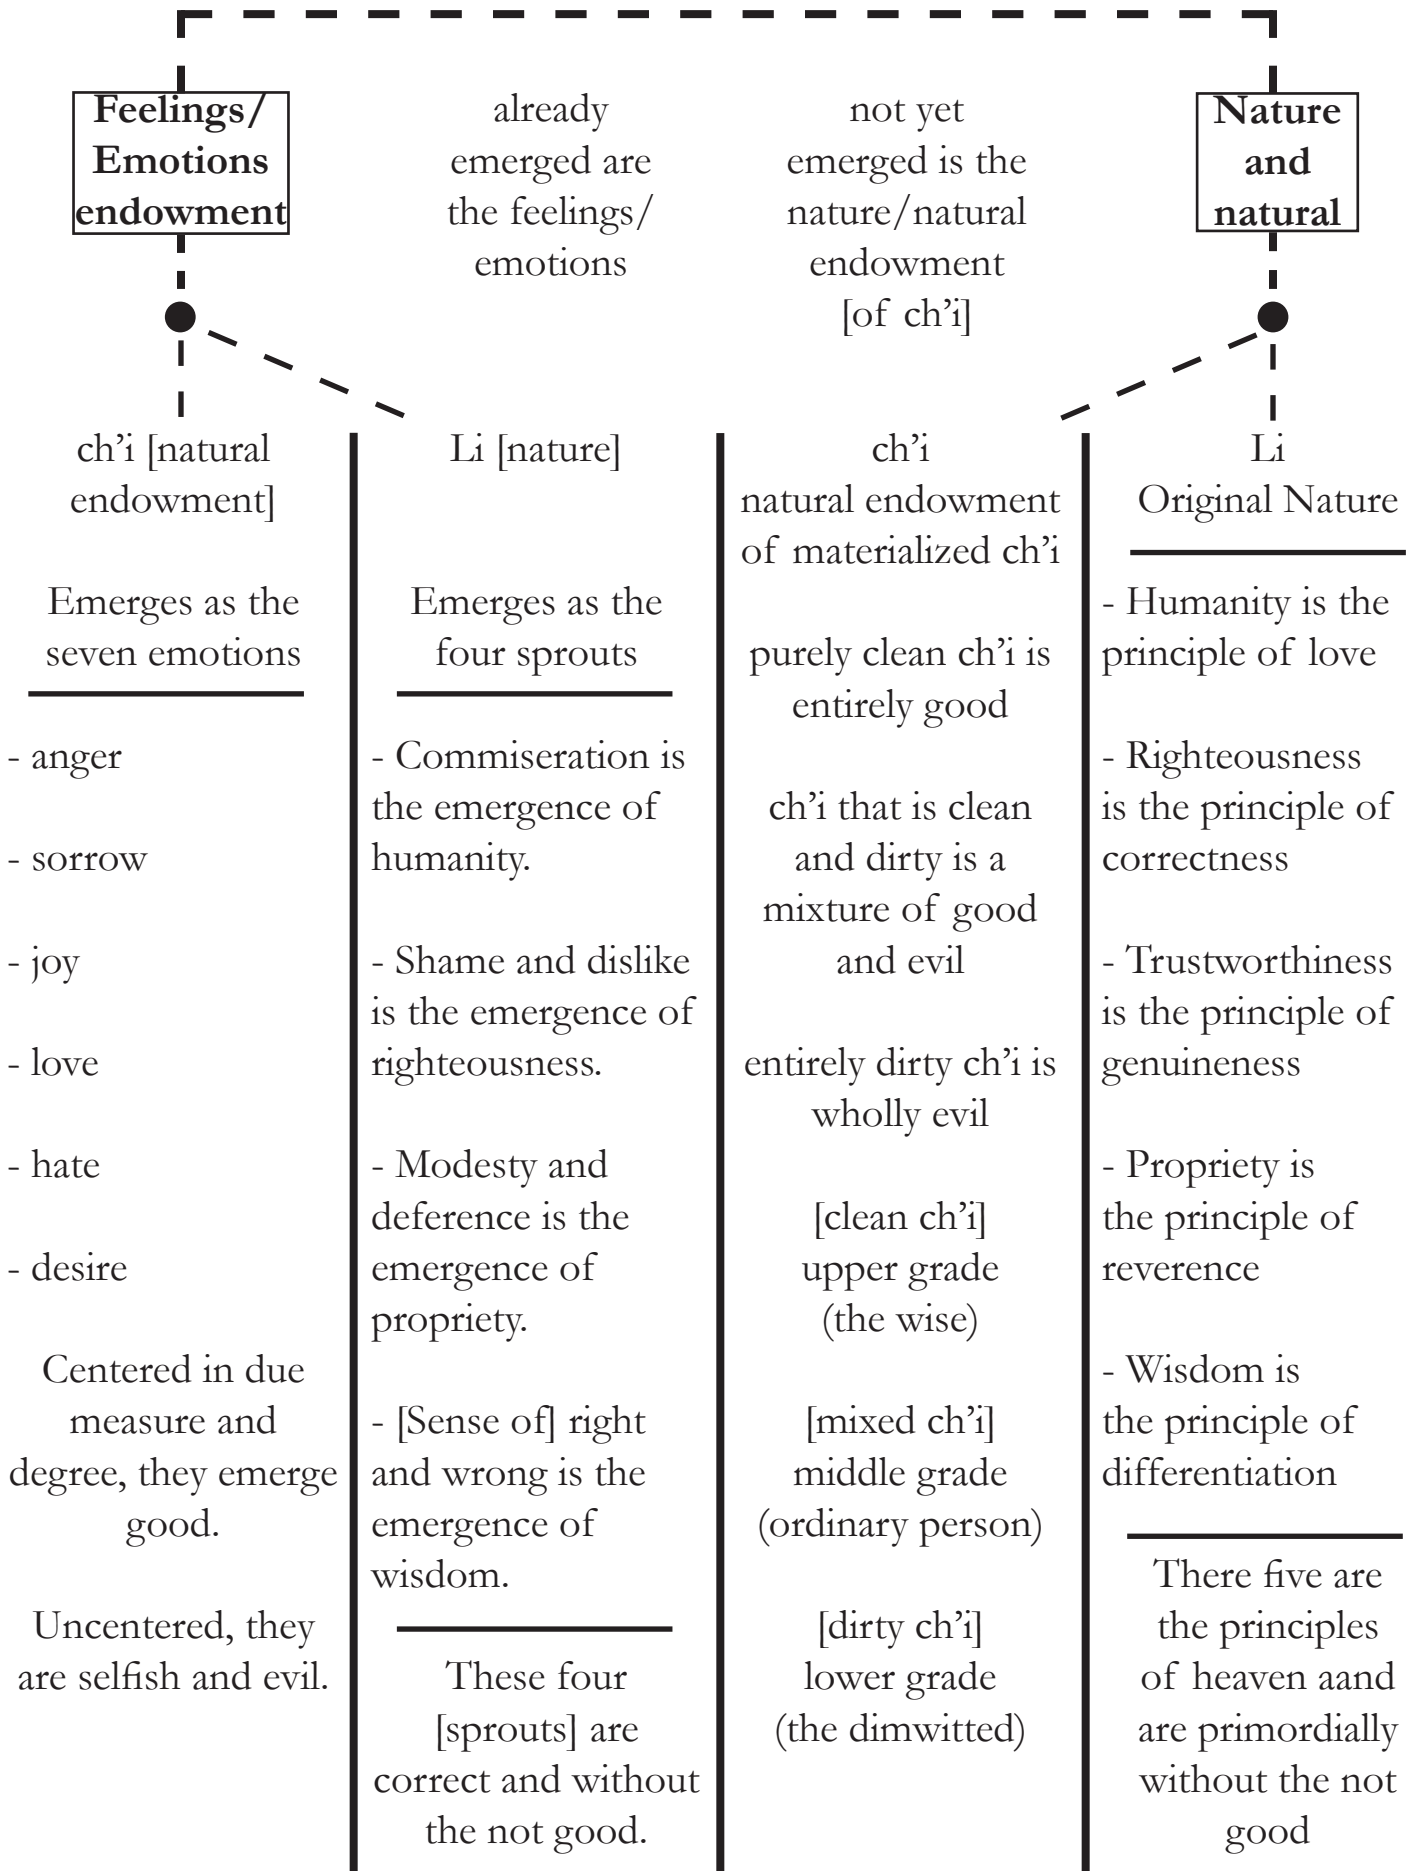 Feelings/
Emotions
endowment
already
emerged are
the feelings/
emotions
not yet
emerged is the
nature/natural
endowment
[of ch’i]
Nature
and
natural
ch’i [natural
endowment]
Emerges as the
seven emotions
- anger
- sorrow
- joy
- love
- hate
- desire
Centered in due
measure and
degree, they emerge
good.
Uncentered, they
are selfish and evil.
Li [nature]
Emerges as the
four sprouts
- Commiseration is
the emergence of
humanity.
- Shame and dislike
is the emergence of
righteousness.
- Modesty and
deference is the
emergence of
propriety.
- [Sense of] right
and wrong is the
emergence of
wisdom.
These four
[sprouts] are
correct and without
the not good.
ch’i
natural endowment
of materialized ch’i
purely clean ch’i is
entirely good
ch’i that is clean
and dirty is a
mixture of good
and evil
entirely dirty ch’i is
wholly evil
[clean ch’i]
upper grade
(the wise)
[mixed ch’i]
middle grade
(ordinary person)
[dirty ch’i]
lower grade
(the dimwitted)
Li
Original Nature
- Humanity is the
principle of love
- Righteousness
is the principle of
correctness
- Trustworthiness
is the principle of
genuineness
- Propriety is
the principle of
reverence
- Wisdom is
the principle of
differentiation
There five are
the principles
of heaven aand
are primordially
without the not
good